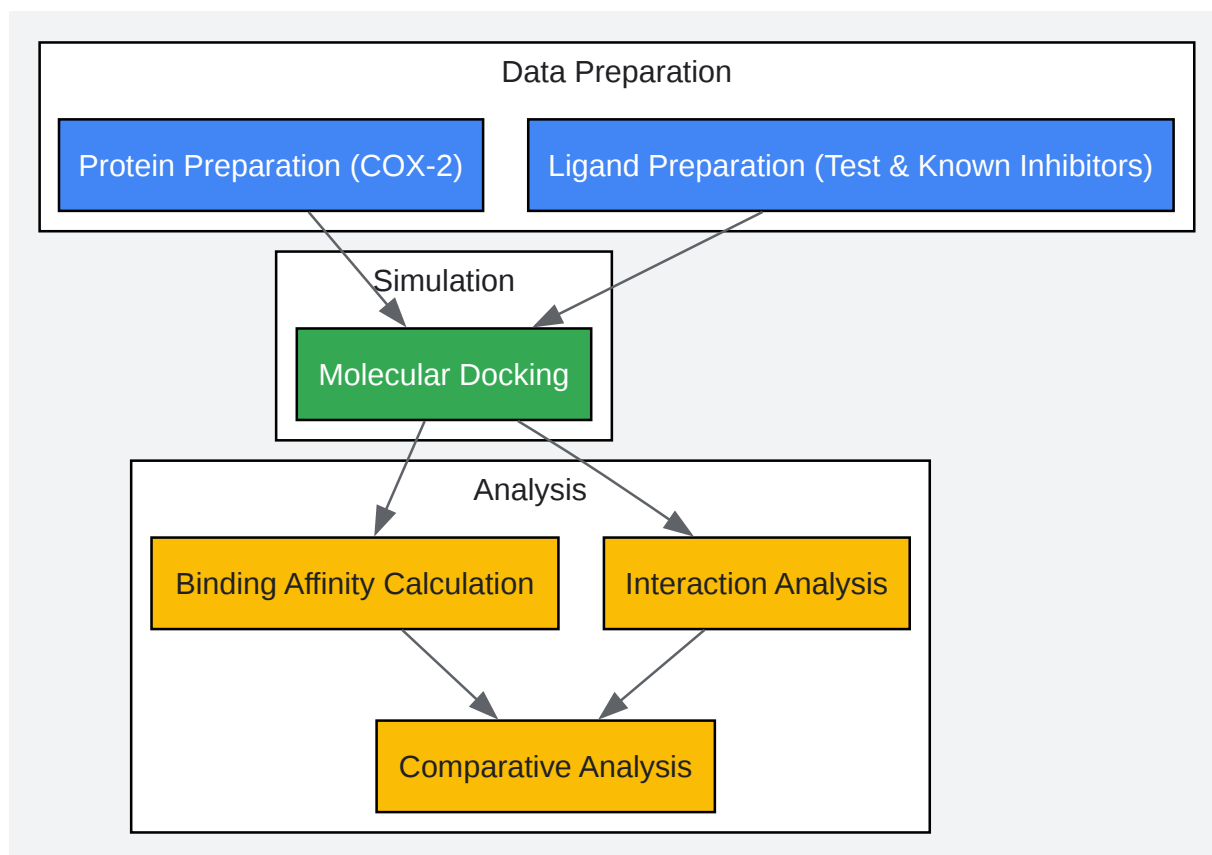 Data Preparation
Protein Preparation (COX-2)
Ligand Preparation (Test & Known Inhibitors)
Simulation
Molecular Docking
Analysis
Binding Affinity Calculation
Interaction Analysis
Comparative Analysis